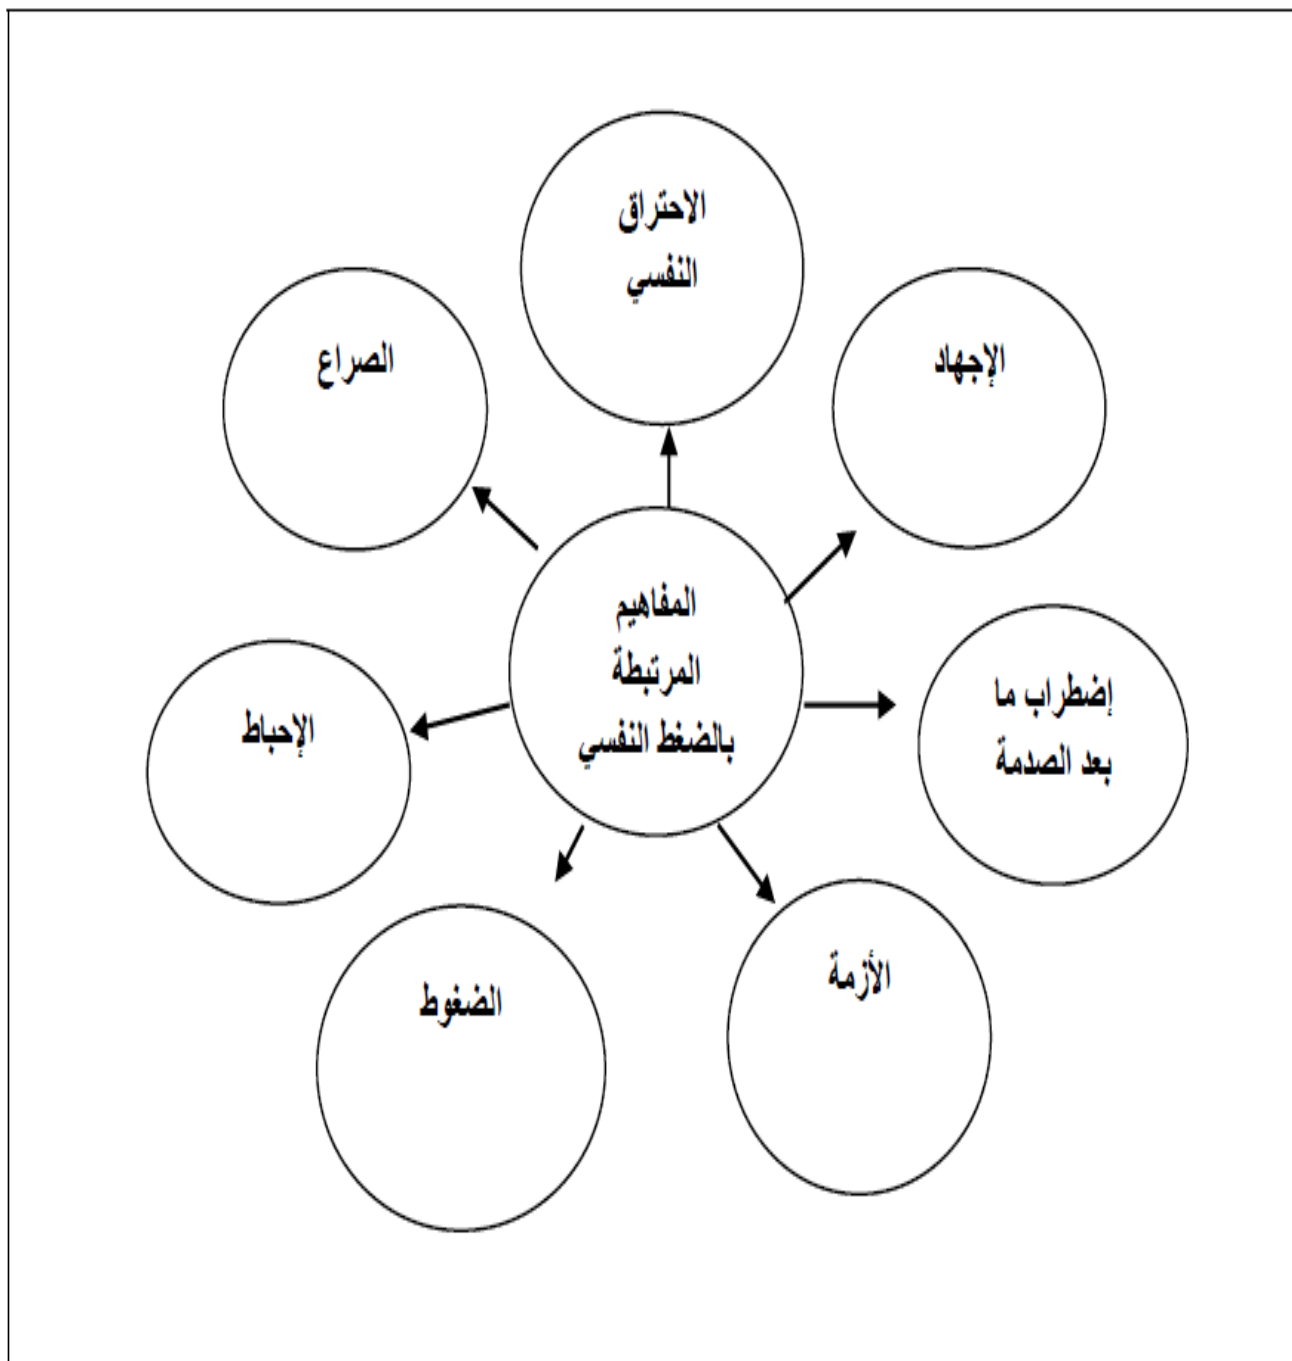 الاحتراق
النفسي
الإجهاد
الصراع
المفاهيم
المرتبطة
بالضغط النفسي
إضطراب ما
بعد الصدمة
الإحباط
الأزمة
الضغوط